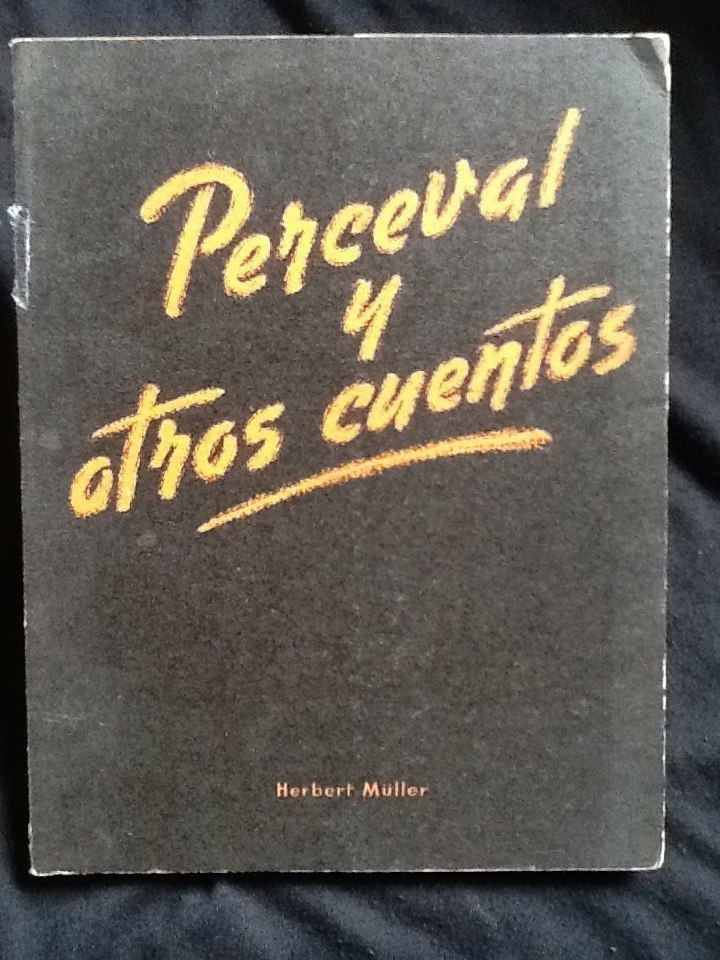 Perceval
y
otros cuentos
Herbert Müller